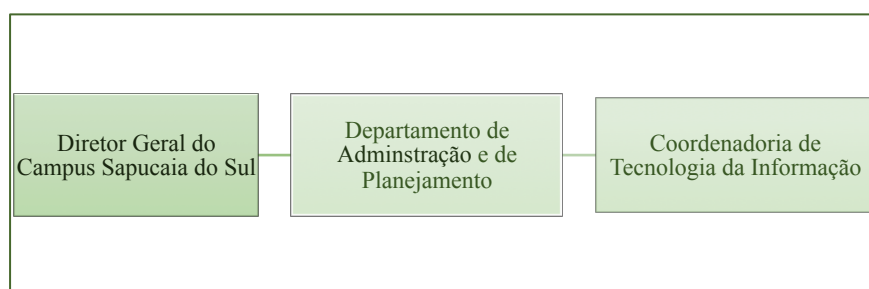 Diretor Geral do
Campus Sapucaia do Sul
Departamento de
Adminstração e de
Planejamento
Coordenadoria de
Tecnologia da Informação